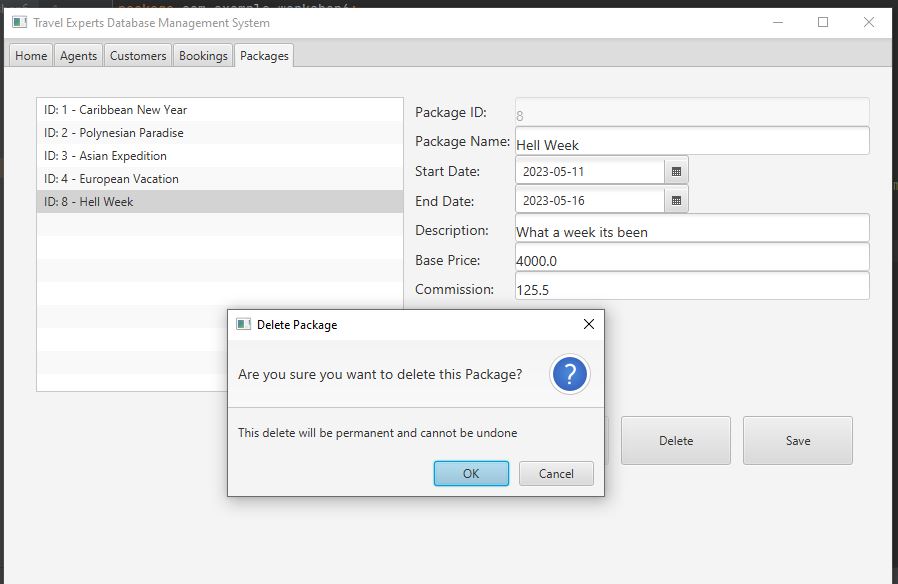 Travel Experts Database Management System
Home Agents Customers Bookings Packages
ID: 1 - Caribbean New Year
ID: 2 - Polynesian Paradise
ID: 3 - Asian Expedition
ID: 4 - European Vacation
ID: 8 - Hell Week
Package ID: 8
Package Name: Hell Week
Start Date: 2023-05-11
End Date: 2023-05-16
Description: What a week its been
Base Price: 4000.0
Commission: 125.5
Delete Package
Are you sure you want to delete this Package?
?
This delete will be permanent and cannot be undone
OK Cancel
Delete Save